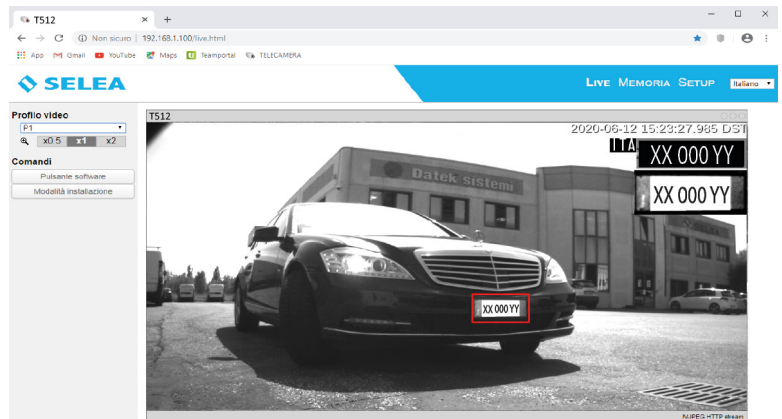 T512
Non sicuro
192.168.1.100/live.html
App
Gmail
YouTube
Maps
Teamportal
TELECAMERA
SELEA
LIVE MEMORIA SETUP
Italiano
Profilo video
P1
x0.5 x1 x2
Comandi
Pulsante software
Modalità installazione
T512
2020-06-12 15:23:27.985 DST
ITA
XX 000 YY
XX 000 YY
Datek sistemi
XX 000 YY
MJPEG HTTP stream